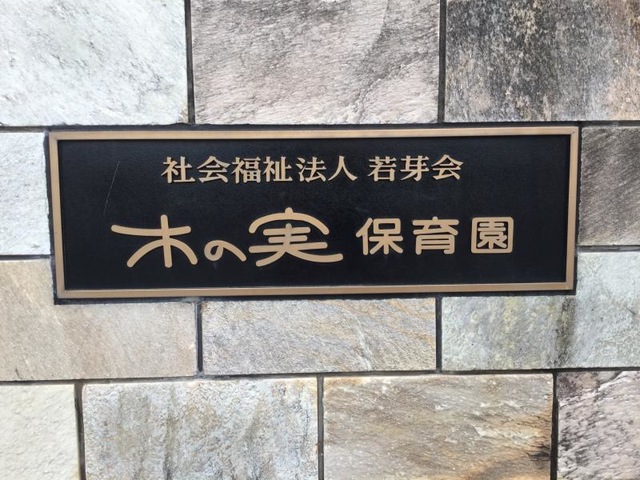 社会福祉法人 若芽会
木の実 保育園